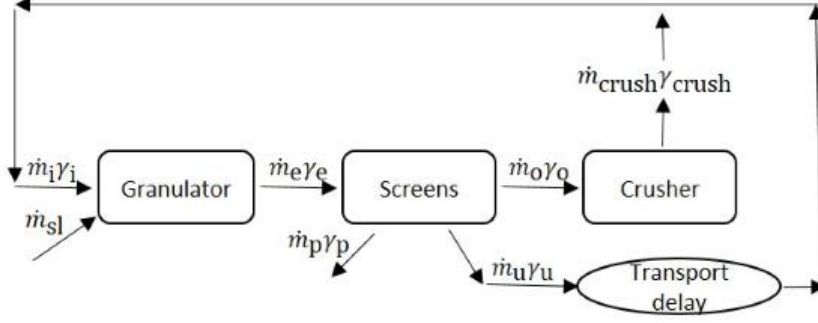 ṁcrushγcrush
ṁiγi
Granulator
ṁeγe
Screens
ṁoγo
Crusher
ṁsl
ṁpγp
ṁuγu
Transport
delay